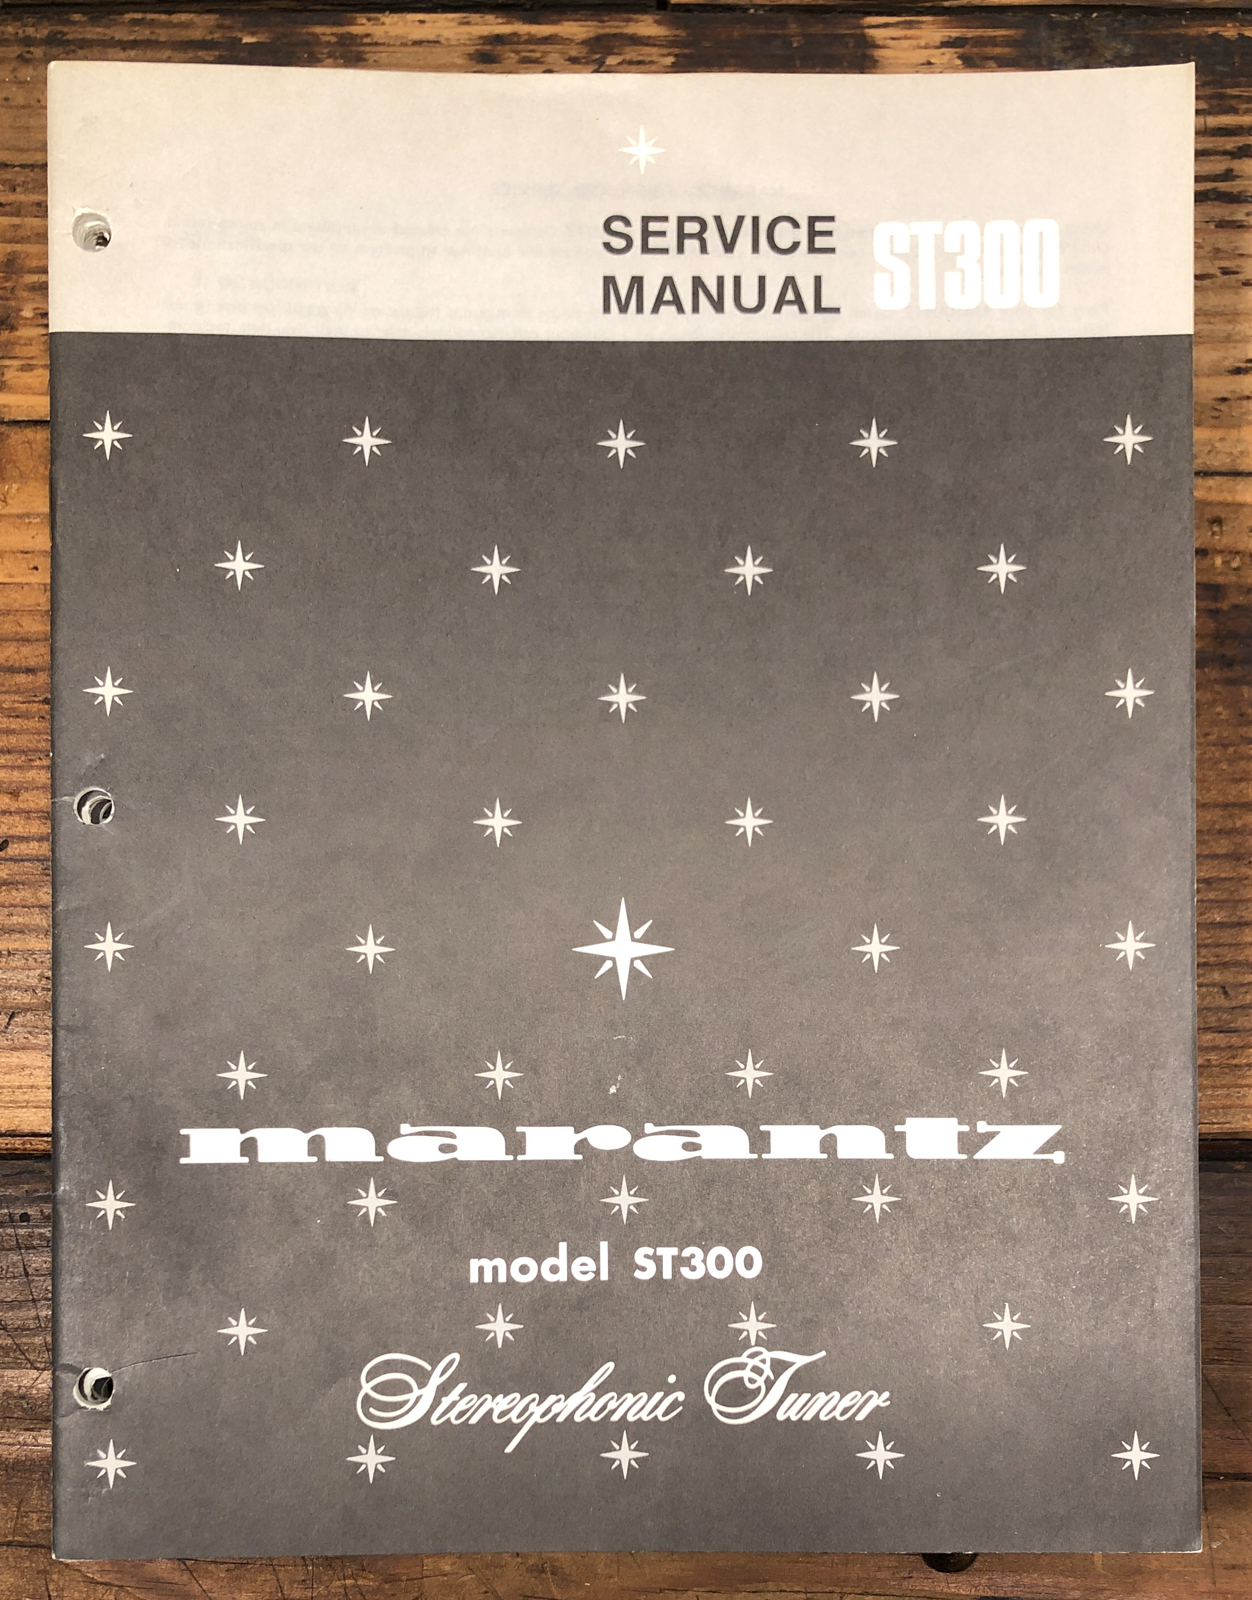 SERVICE
MANUAL ST300
marantz
model ST300
Stereophonic Tuner